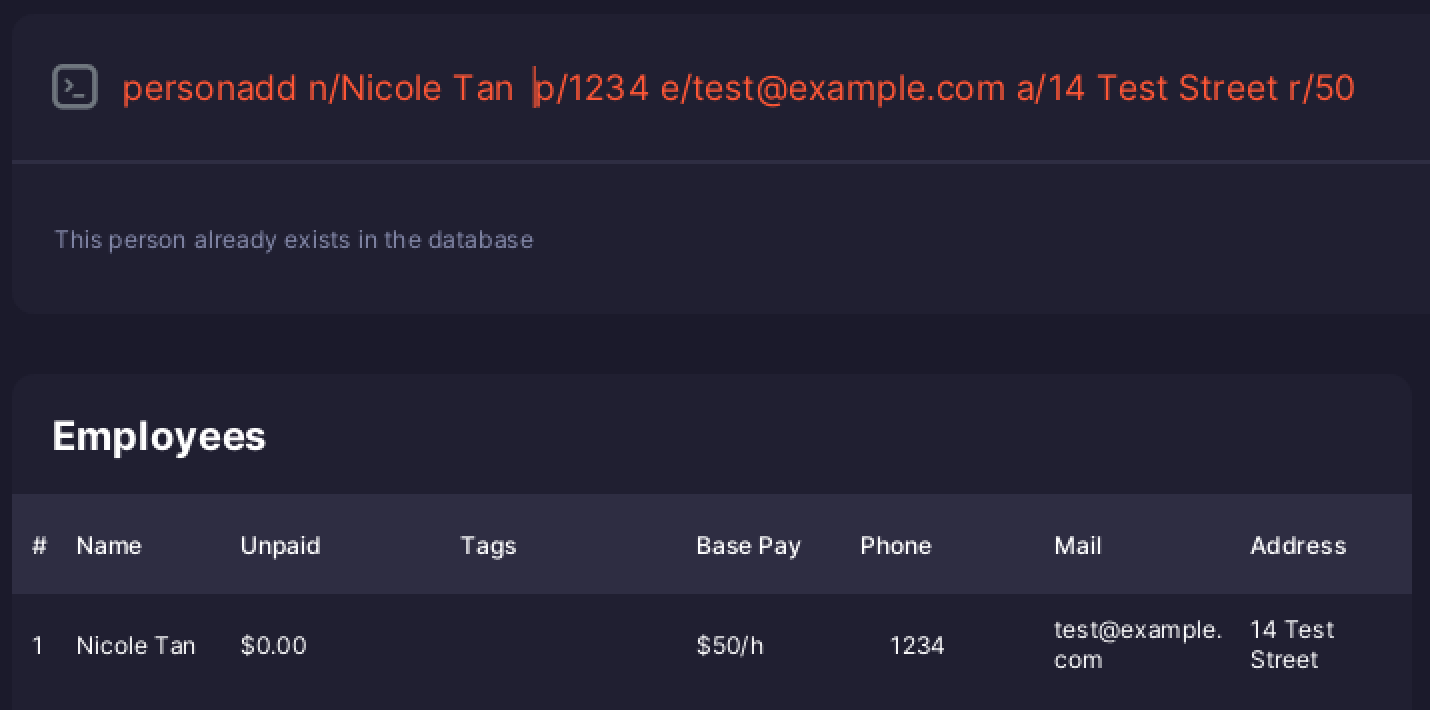 personadd n/Nicole Tan  p/1234 e/test@example.com a/14 Test Street r/50
This person already exists in the database
Employees
# Name Unpaid Tags Base Pay Phone Mail Address
1 Nicole Tan $0.00 $50/h 1234 test@example. 14 Test
com Street